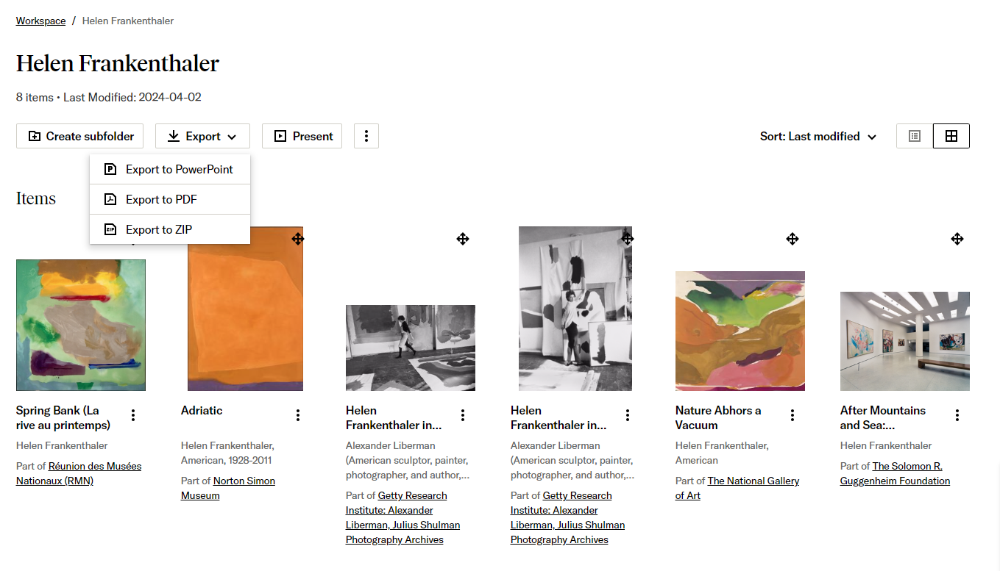 Workspace / Helen Frankenthaler
Helen Frankenthaler
8 items • Last Modified: 2024-04-02
Create subfolder
Export
Present
Sort: Last modified
Export to PowerPoint
Export to PDF
ZIP Export to ZIP
Items
Spring Bank (La
rive au printemps)
Helen Frankenthaler
Part of Réunion des Musées
Nationaux (RMN)
Adriatic
Helen Frankenthaler,
American, 1928-2011
Part of Norton Simon
Museum
Helen
Frankenthaler in...
Alexander Liberman
(American sculptor, painter,
photographer, and author,...
Part of Getty Research
Institute: Alexander
Liberman, Julius Shulman
Photography Archives
Helen
Frankenthaler in...
Alexander Liberman
(American sculptor, painter,
photographer, and author,...
Part of Getty Research
Institute: Alexander
Liberman, Julius Shulman
Photography Archives
Nature Abhors a
Vacuum
Helen Frankenthaler,
American
Part of The National Gallery
of Art
After Mountains
and Sea:...
Helen Frankenthaler
Part of The Solomon R.
Guggenheim Foundation